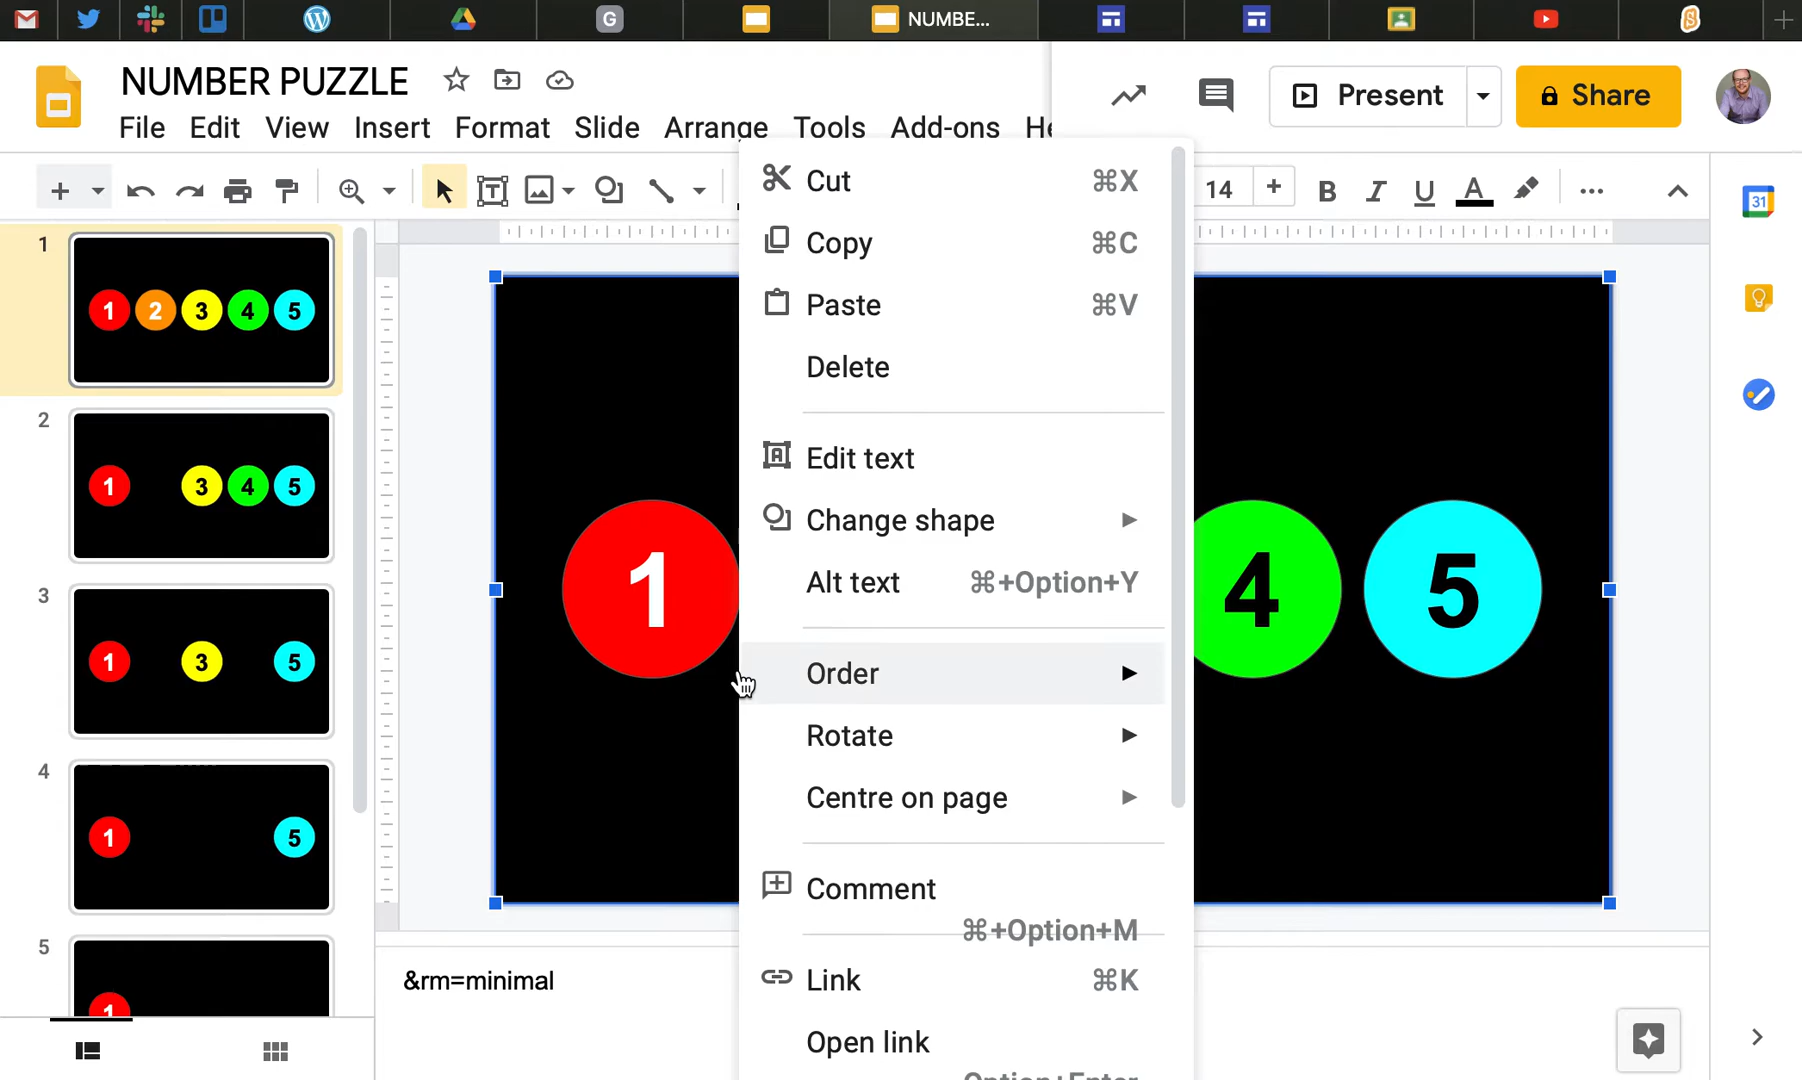 G
NUMBE...
NUMBER PUZZLE
Present
Share
File Edit View Insert Format Slide Arrange Tools Add-ons He
14
B I U A
31
Cut ⌘X
Copy ⌘C
Paste ⌘V
Delete
Edit text
Change shape
Alt text ⌘+Option+Y
Order
Rotate
Centre on page
Comment
⌘+Option+M
Link ⌘K
Open link
Option+Enter
1
1 2 3 4 5
2
1 3 4 5
3
1 3 5
4
1 5
5
1
1 4 5
&rm=minimal